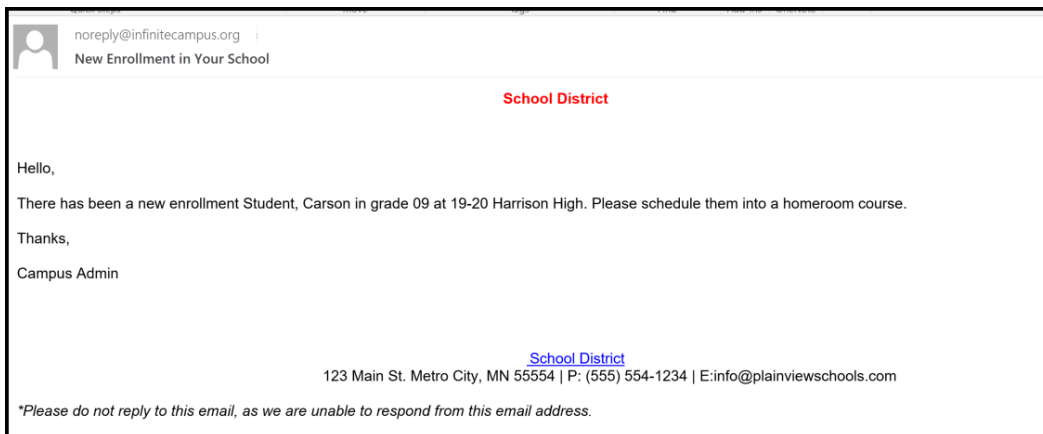 noreply@infinitecampus.org
New Enrollment in Your School
School District
Hello,
There has been a new enrollment Student, Carson in grade 09 at 19-20 Harrison High. Please schedule them into a homeroom course.
Thanks,
Campus Admin
School District
123 Main St. Metro City, MN 55554 | P: (555) 554-1234 | E:info@plainviewschools.com
*Please do not reply to this email, as we are unable to respond from this email address.